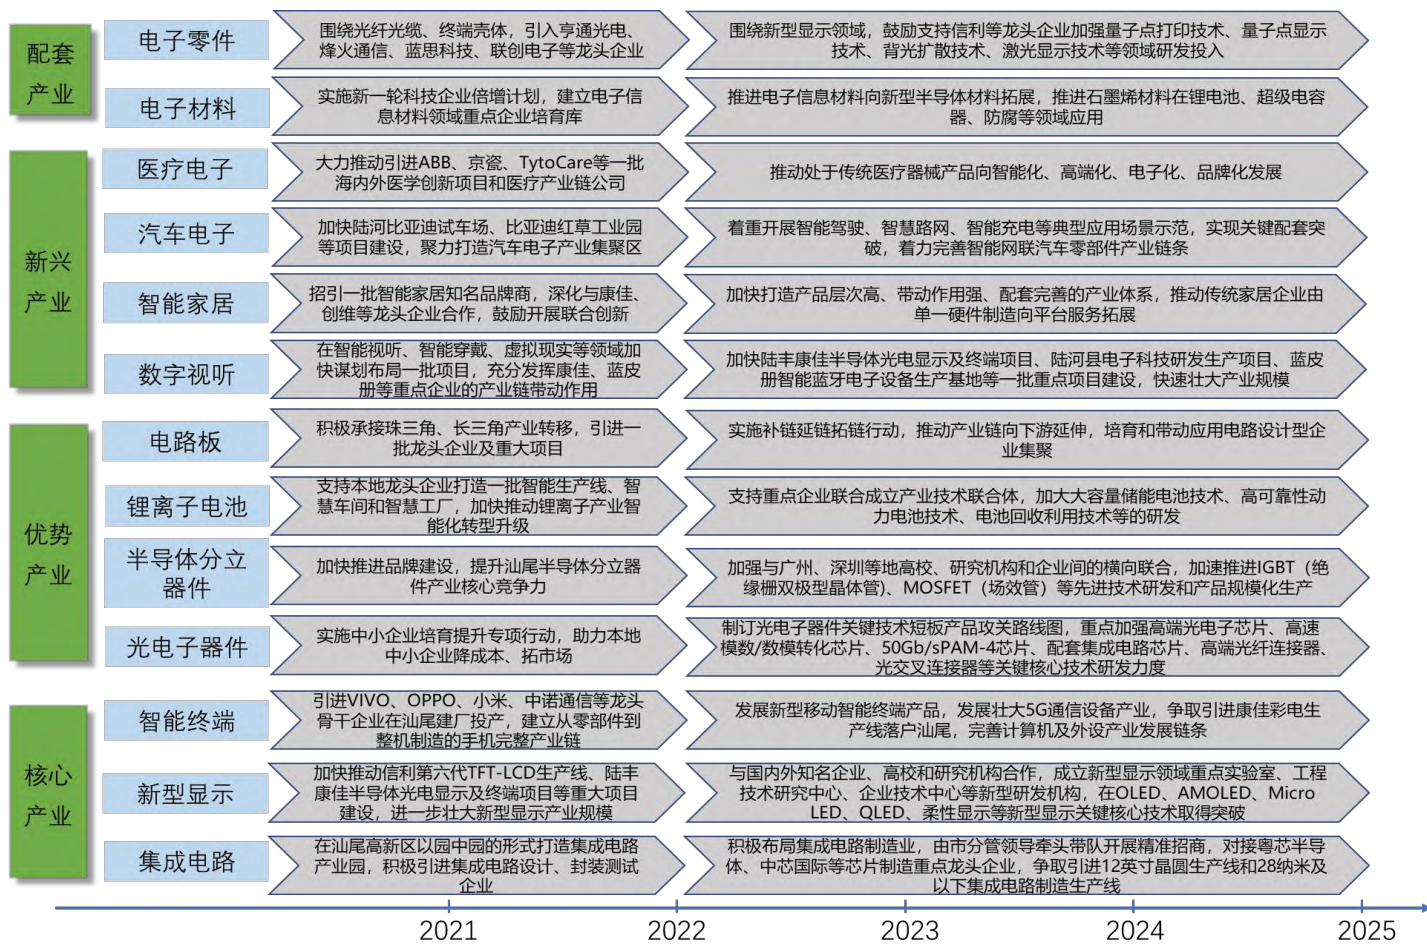 配套
产业
电子零件
围绕光纤光缆、终端壳体，引入亨通光电、
烽火通信、蓝思科技、联创电子等龙头企业
围绕新型显示领域，鼓励支持信利等龙头企业加强量子点打印技术、量子点显示
技术、背光扩散技术、激光显示技术等领域研发投入
电子材料
实施新一轮科技企业倍增计划，建立电子信
息材料领域重点企业培育库
推进电子信息材料向新型半导体材料拓展，推进石墨烯材料在锂电池、超级电容
器、防腐等领域应用
新兴
产业
医疗电子
大力推动引进ABB、京瓷、TytoCare等一批
海内外医学创新项目和医疗产业链公司
推动处于传统医疗器械产品向智能化、高端化、电子化、品牌化发展
汽车电子
加快陆河比亚迪试车场、比亚迪红草工业园
等项目建设，聚力打造汽车电子产业集聚区
着重开展智能驾驶、智慧路网、智能充电等典型应用场景示范，实现关键配套突
破，着力完善智能网联汽车零部件产业链条
智能家居
招引一批智能家居知名品牌商，深化与康佳、
创维等龙头企业合作，鼓励开展联合创新
加快打造产品层次高、带动作用强、配套完善的产业体系，推动传统家居企业由
单一硬件制造向平台服务拓展
数字视听
在智能视听、智能穿戴、虚拟现实等领域加
快谋划布局一批项目，充分发挥康佳、蓝皮
册等重点企业的产业链带动作用
加快陆丰康佳半导体光电显示及终端项目、陆河县电子科技研发生产项目、蓝皮
册智能蓝牙电子设备生产基地等一批重点项目建设，快速壮大产业规模
优势
产业
电路板
积极承接珠三角、长三角产业转移，引进一
批龙头企业及重大项目
实施补链延链拓链行动，推动产业链向下游延伸，培育和带动应用电路设计型企
业集聚
锂离子电池
支持本地龙头企业打造一批智能生产线、智
慧车间和智慧工厂，加快推动锂离子产业智
能化转型升级
支持重点企业联合成立产业技术联合体，加大大容量储能电池技术、高可靠性动
力电池技术、电池回收利用技术等的研发
半导体分立
器件
加快推进品牌建设，提升汕尾半导体分立器
件产业核心竞争力
加强与广州、深圳等地高校、研究机构和企业间的横向联合，加速推进IGBT（绝
缘栅双极型晶体管）、MOSFET（场效管）等先进技术研发和产品规模化生产
光电子器件
实施中小企业培育提升专项行动，助力本地
中小企业降成本、拓市场
制订光电子器件关键技术短板产品攻关路线图，重点加强高端光电子芯片、高速
模数/数模转化芯片、50Gb/sPAM-4芯片、配套集成电路芯片、高端光纤连接器、
光交叉连接器等关键核心技术研发力度
核心
产业
智能终端
引进VIVO、OPPO、小米、中诺通信等龙头
骨干企业在汕尾建厂投产，建立从零部件到
整机制造的手机完整产业链
发展新型移动智能终端产品，发展壮大5G通信设备产业，争取引进康佳彩电生
产线落户汕尾，完善计算机及外设产业发展链条
新型显示
加快推动信利第六代TFT-LCD生产线、陆丰
康佳半导体光电显示及终端项目等重大项目
建设，进一步壮大新型显示产业规模
与国内外知名企业、高校和研究机构合作，成立新型显示领域重点实验室、工程
技术研究中心、企业技术中心等新型研发机构，在OLED、AMOLED、Micro
LED、QLED、柔性显示等新型显示关键核心技术取得突破
集成电路
在汕尾高新区以园中园的形式打造集成电路
产业园，积极引进集成电路设计、封装测试
企业
积极布局集成电路制造业，由市分管领导牵头带队开展精准招商，对接粤芯半导
体、中芯国际等芯片制造重点龙头企业，争取引进12英寸晶圆生产线和28纳米及
以下集成电路制造生产线
2021
2022
2023
2024
2025